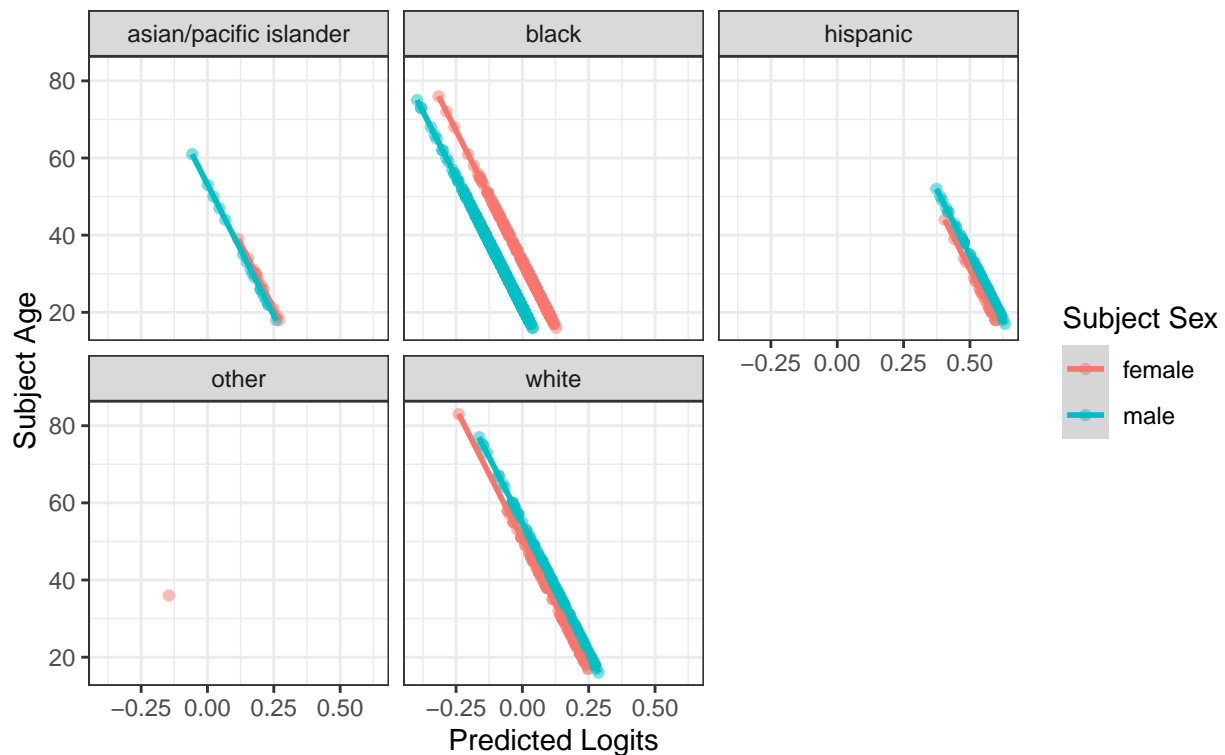 asian/pacific islander
black
hispanic
80
60
40
20
−0.25 0.00 0.25 0.50
other
white
80
60
40
20
−0.25 0.00 0.25 0.50
−0.25 0.00 0.25 0.50
Subject Age
Predicted Logits
Subject Sex
female
male